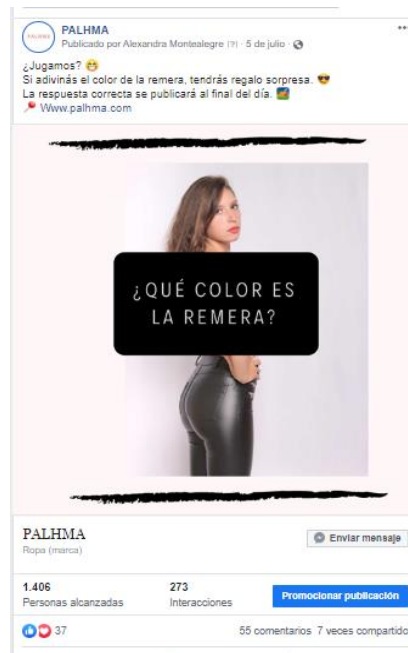 PALHMA
PALHMA
Publicado por Alexandra Montealegre [?] · 5 de julio ·
¿Jugamos? 😁
Si adivinás el color de la remera, tendrás regalo sorpresa. 😎
La respuesta correcta se publicará al final del día.
📍 Www.palhma.com
¿QUÉ COLOR ES
LA REMERA?
PALHMA
Ropa (marca)
Enviar mensaje
1.406
Personas alcanzadas
273
Interacciones
Promocionar publicación
37
55 comentarios 7 veces compartido